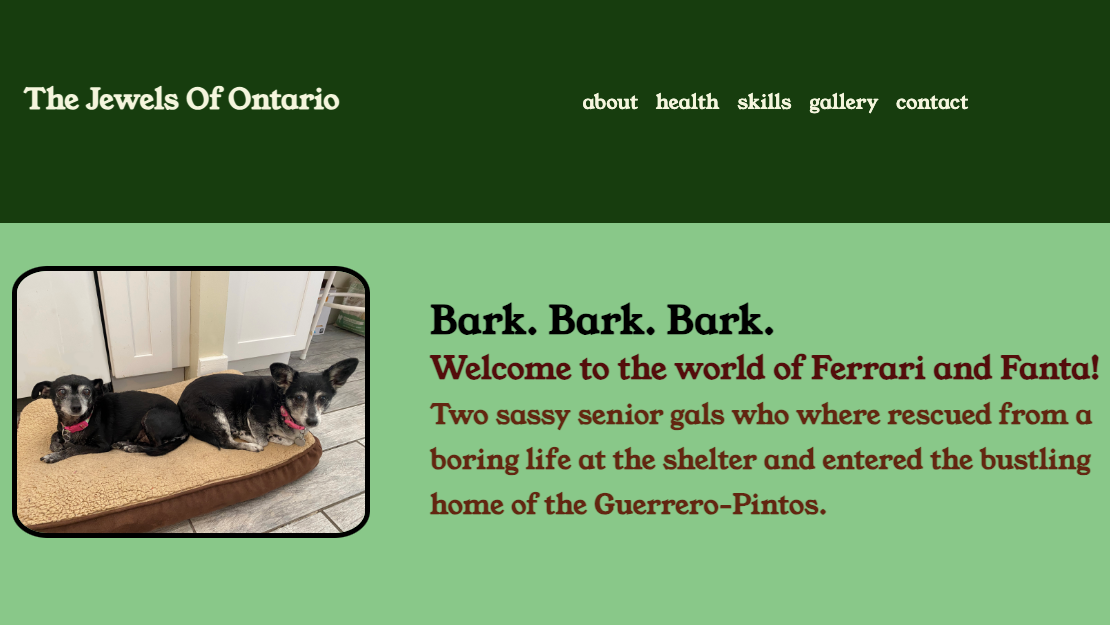 The Jewels Of Ontario
about health skills gallery contact
Bark. Bark. Bark.
Welcome to the world of Ferrari and Fanta!
Two sassy senior gals who where rescued from a
boring life at the shelter and entered the bustling
home of the Guerrero-Pintos.